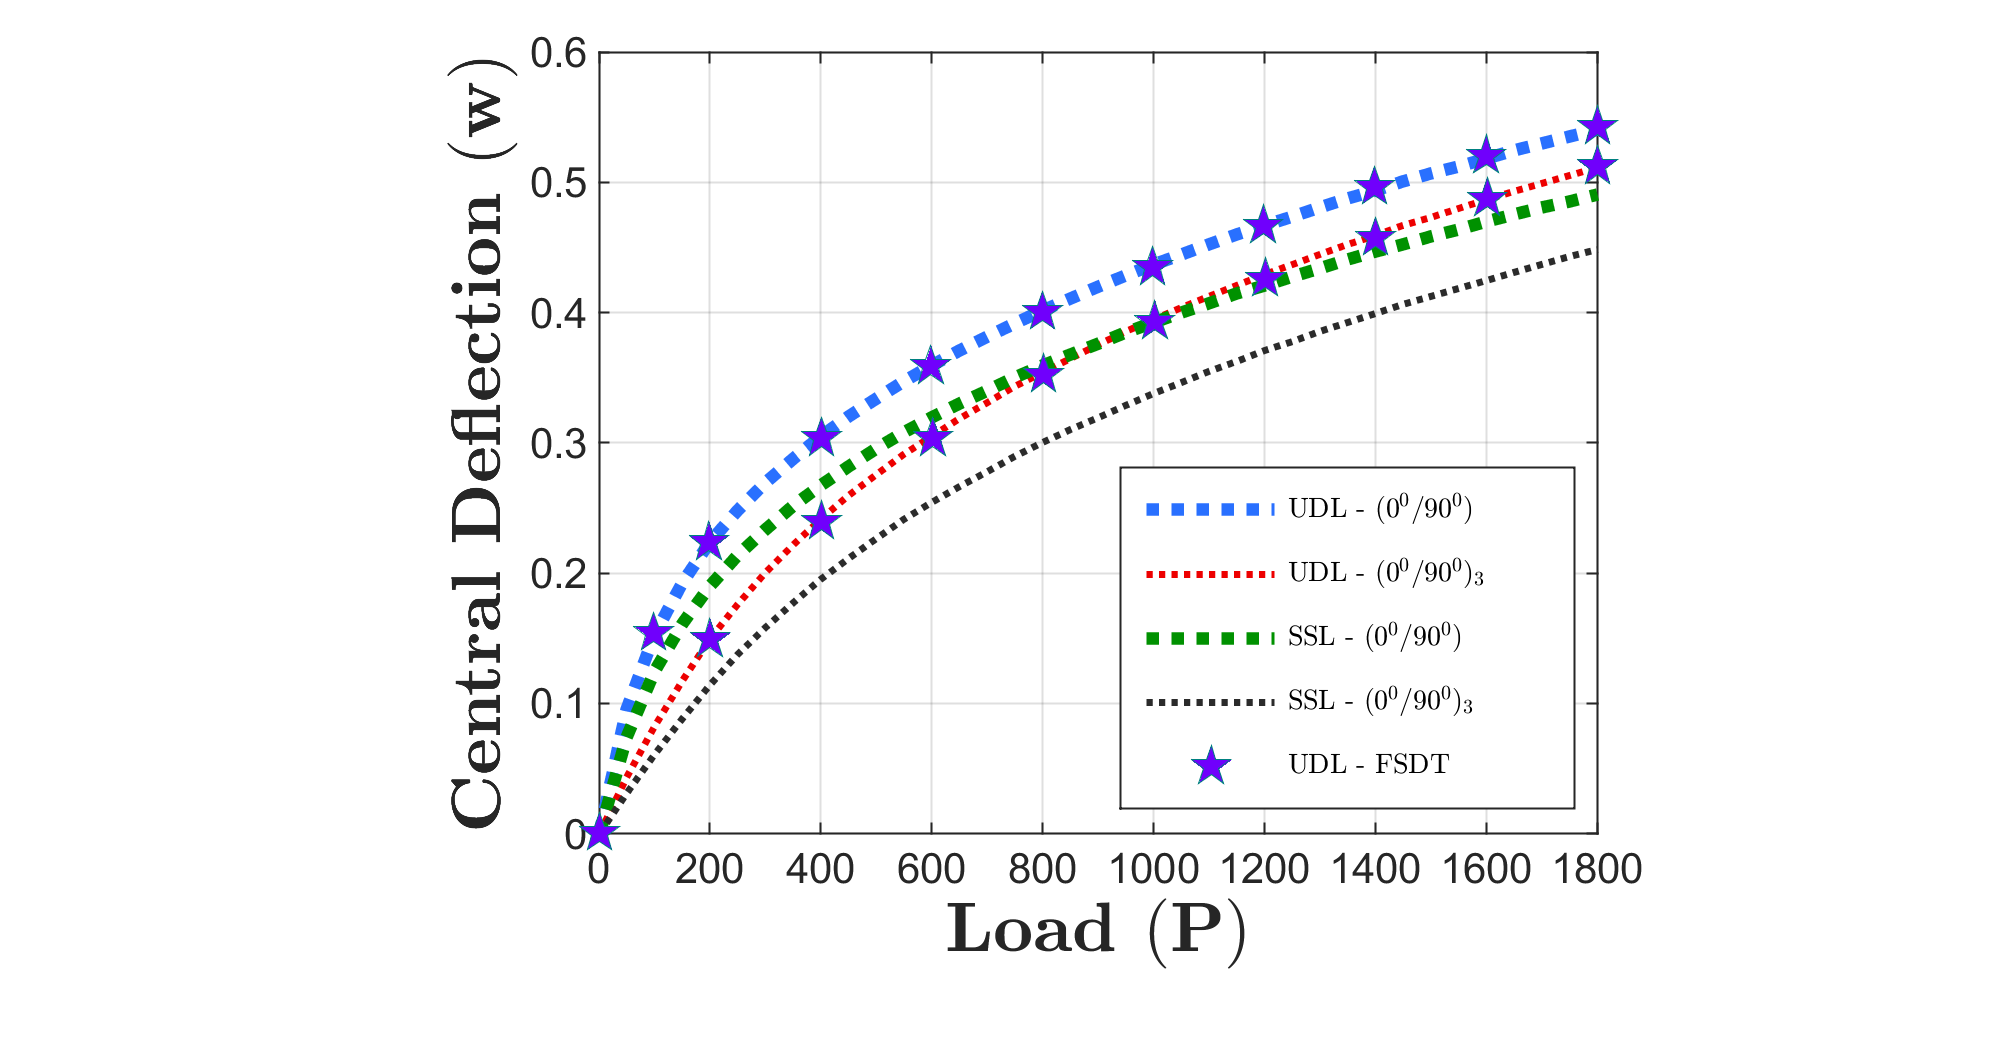 Central Deflection (w)
0.6
0.5
0.4
0.3
0.2
0.1
0
0 200 400 600 800 1000 1200 1400 1600 1800
Load (P)
UDL - (0⁰/90⁰)
UDL - (0⁰/90⁰)₃
SSL - (0⁰/90⁰)
SSL - (0⁰/90⁰)₃
UDL - FSDT